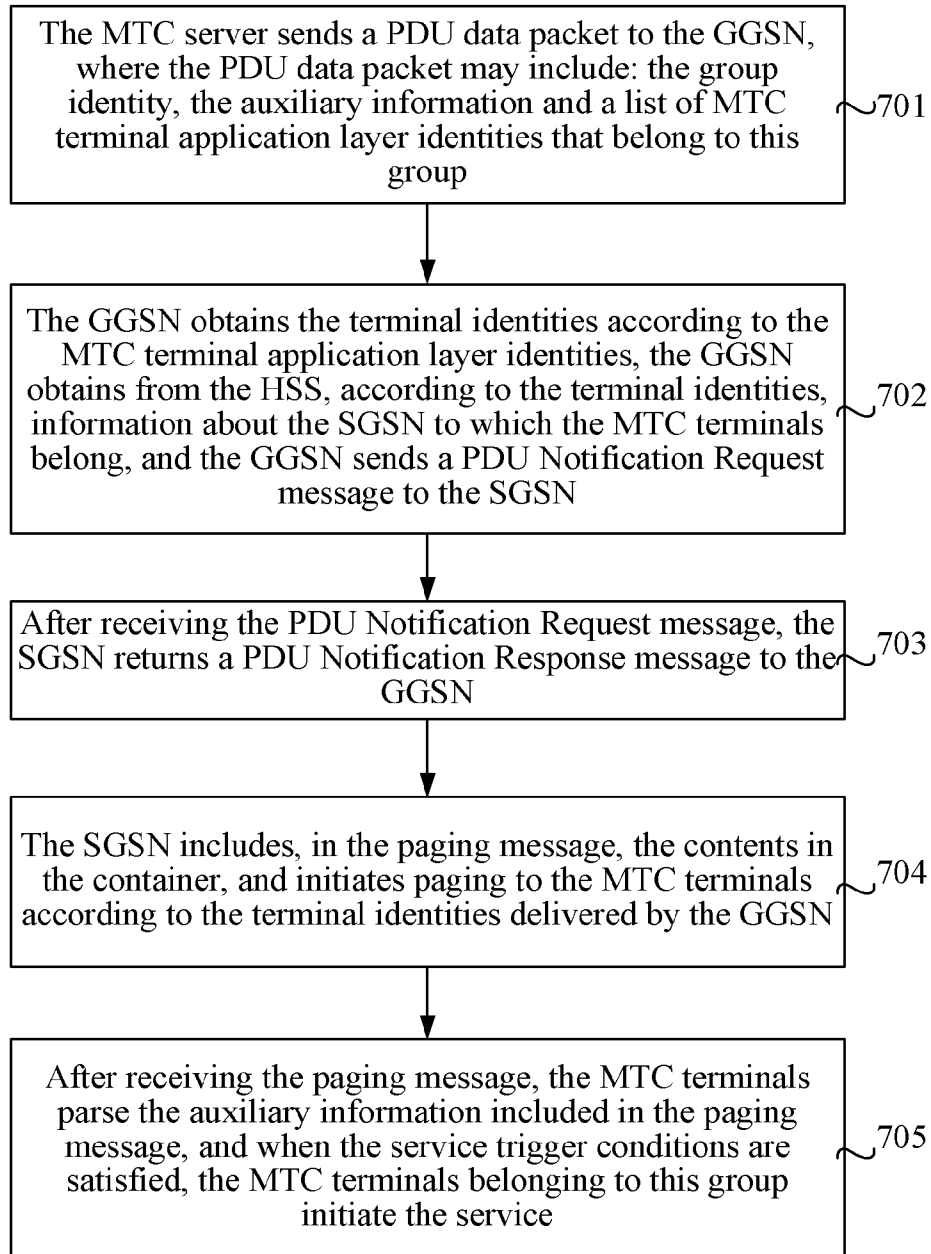 The MTC server sends a PDU data packet to the GGSN,
where the PDU data packet may include: the group
identity, the auxiliary information and a list of MTC
terminal application layer identities that belong to this
group
701
The GGSN obtains the terminal identities according to the
MTC terminal application layer identities, the GGSN
obtains from the HSS, according to the terminal identities,
information about the SGSN to which the MTC terminals
belong, and the GGSN sends a PDU Notification Request
message to the SGSN
702
After receiving the PDU Notification Request message, the
SGSN returns a PDU Notification Response message to the
GGSN
703
The SGSN includes, in the paging message, the contents in
the container, and initiates paging to the MTC terminals
according to the terminal identities delivered by the GGSN
704
After receiving the paging message, the MTC terminals
parse the auxiliary information included in the paging
message, and when the service trigger conditions are
satisfied, the MTC terminals belonging to this group
initiate the service
705